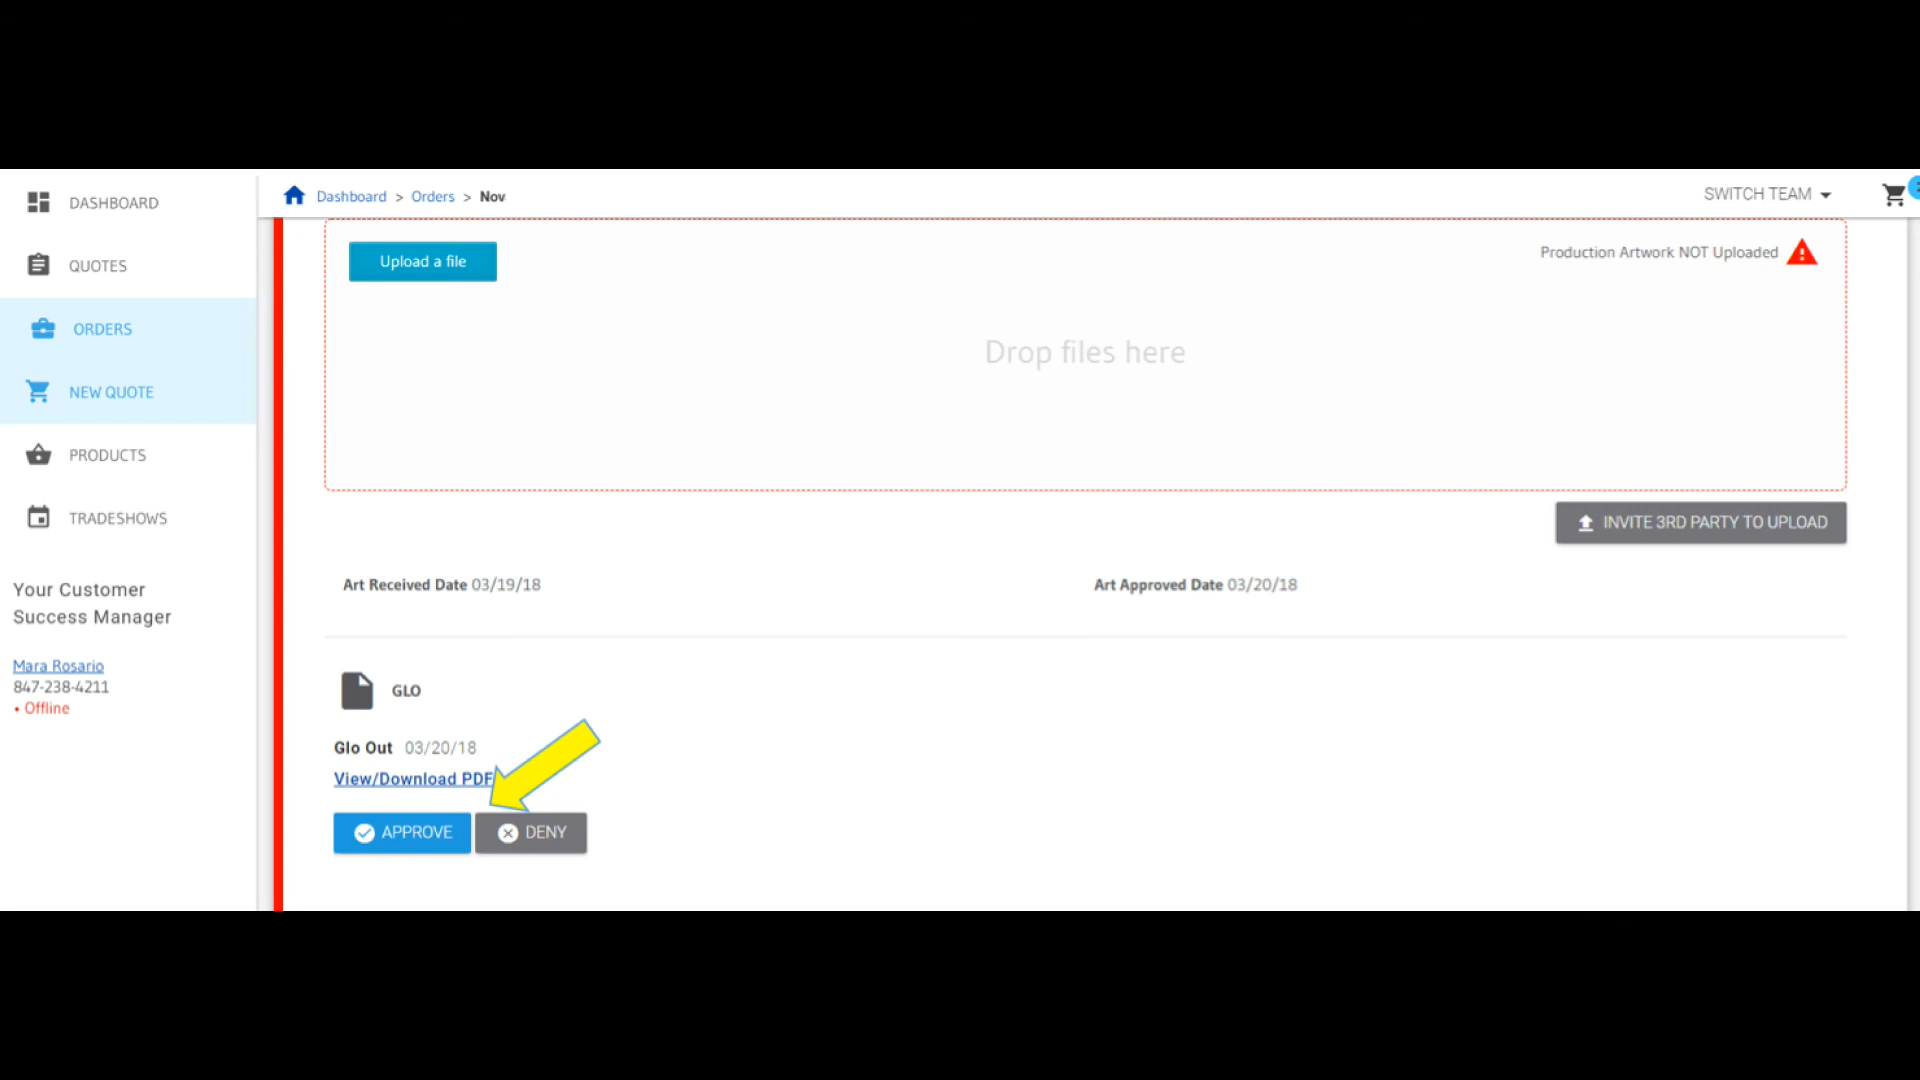 DASHBOARD
QUOTES
ORDERS
NEW QUOTE
PRODUCTS
TRADESHOWS
Your Customer
Success Manager
Mara Rosario
847-238-4211
• Offline
Dashboard > Orders > Nov
SWITCH TEAM
Upload a file
Production Artwork NOT Uploaded
Drop files here
INVITE 3RD PARTY TO UPLOAD
Art Received Date 03/19/18
Art Approved Date 03/20/18
GLO
Glo Out 03/20/18
View/Download PDF
APPROVE
DENY